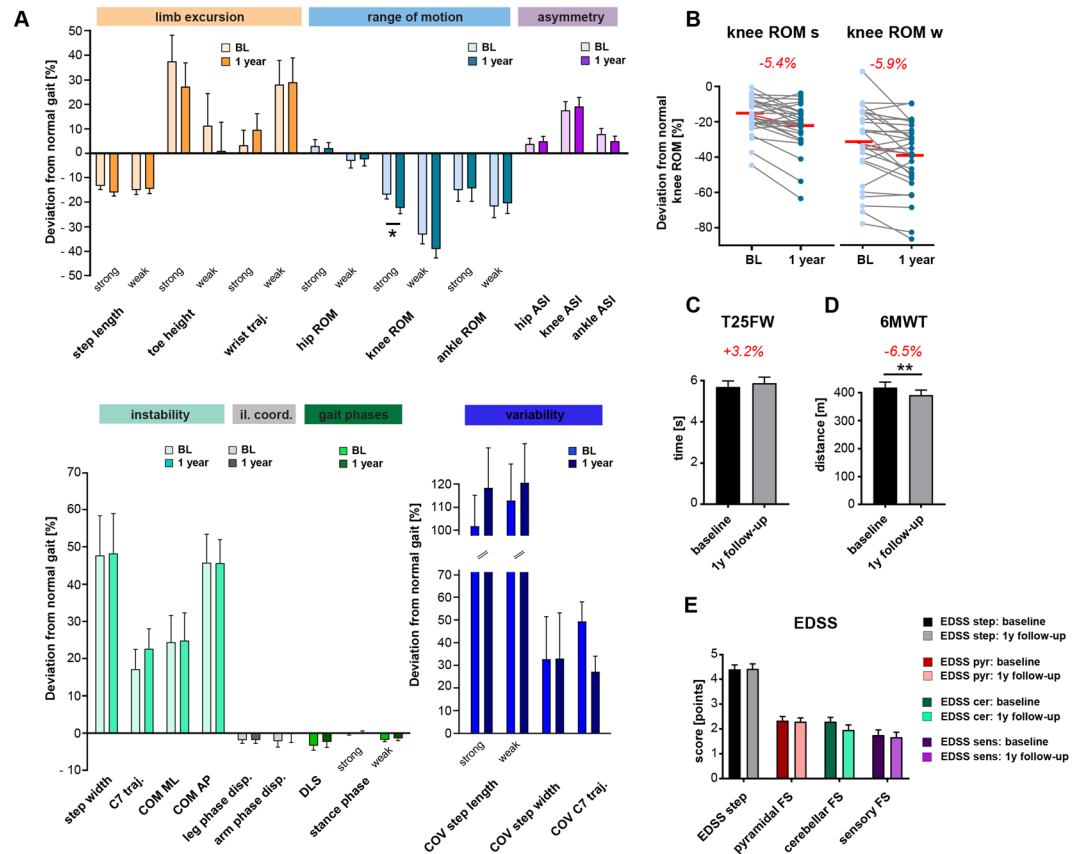 A
limb excursion
range of motion
asymmetry
BL
1 year
BL
1 year
BL
1 year
Deviation from normal gait [%]
50
40
30
20
10
0
10
- 20
- 30
- 40
- 50
strong
weak
strong
weak
strong
weak
strong
weak
strong
weak
strong
weak
*
step length
toe height
wrist traj.
hip ROM
knee ROM
ankle ROM
hip ASI
knee ASI
ankle ASI
B
knee ROM s
knee ROM w
-5.4%
-5.9%
Deviation from normal
knee ROM [%]
0
-20
-40
-60
-80
BL
1 year
BL
1 year
C
T25FW
+3.2%
time [s]
6
4
2
0
baseline
1y follow-up
D
6MWT
-6.5%
**
distance [m]
400
300
200
100
0
baseline
1y follow-up
instability
il. coord.
gait phases
BL
1 year
BL
1 year
BL
1 year
Deviation from normal gait [%]
70
60
50
40
30
20
10
0
- 10
strong
weak
step width
C7 traj.
COM ML
COM AP
leg phase disp.
arm phase disp.
DLS
stance phase
variability
BL
1 year
Deviation from normal gait [%]
120
110
100
70
60
50
40
30
20
10
0
strong
weak
COV step length
COV step width
COV C7 traj.
E
EDSS
score [points]
5
4
3
2
1
0
EDSS step
pyramidal FS
cerebellar FS
sensory FS
EDSS step: baseline
EDSS step: 1y follow-up
EDSS pyr: baseline
EDSS pyr: 1y follow-up
EDSS cer: baseline
EDSS cer: 1y follow-up
EDSS sens: baseline
EDSS sens: 1y follow-up